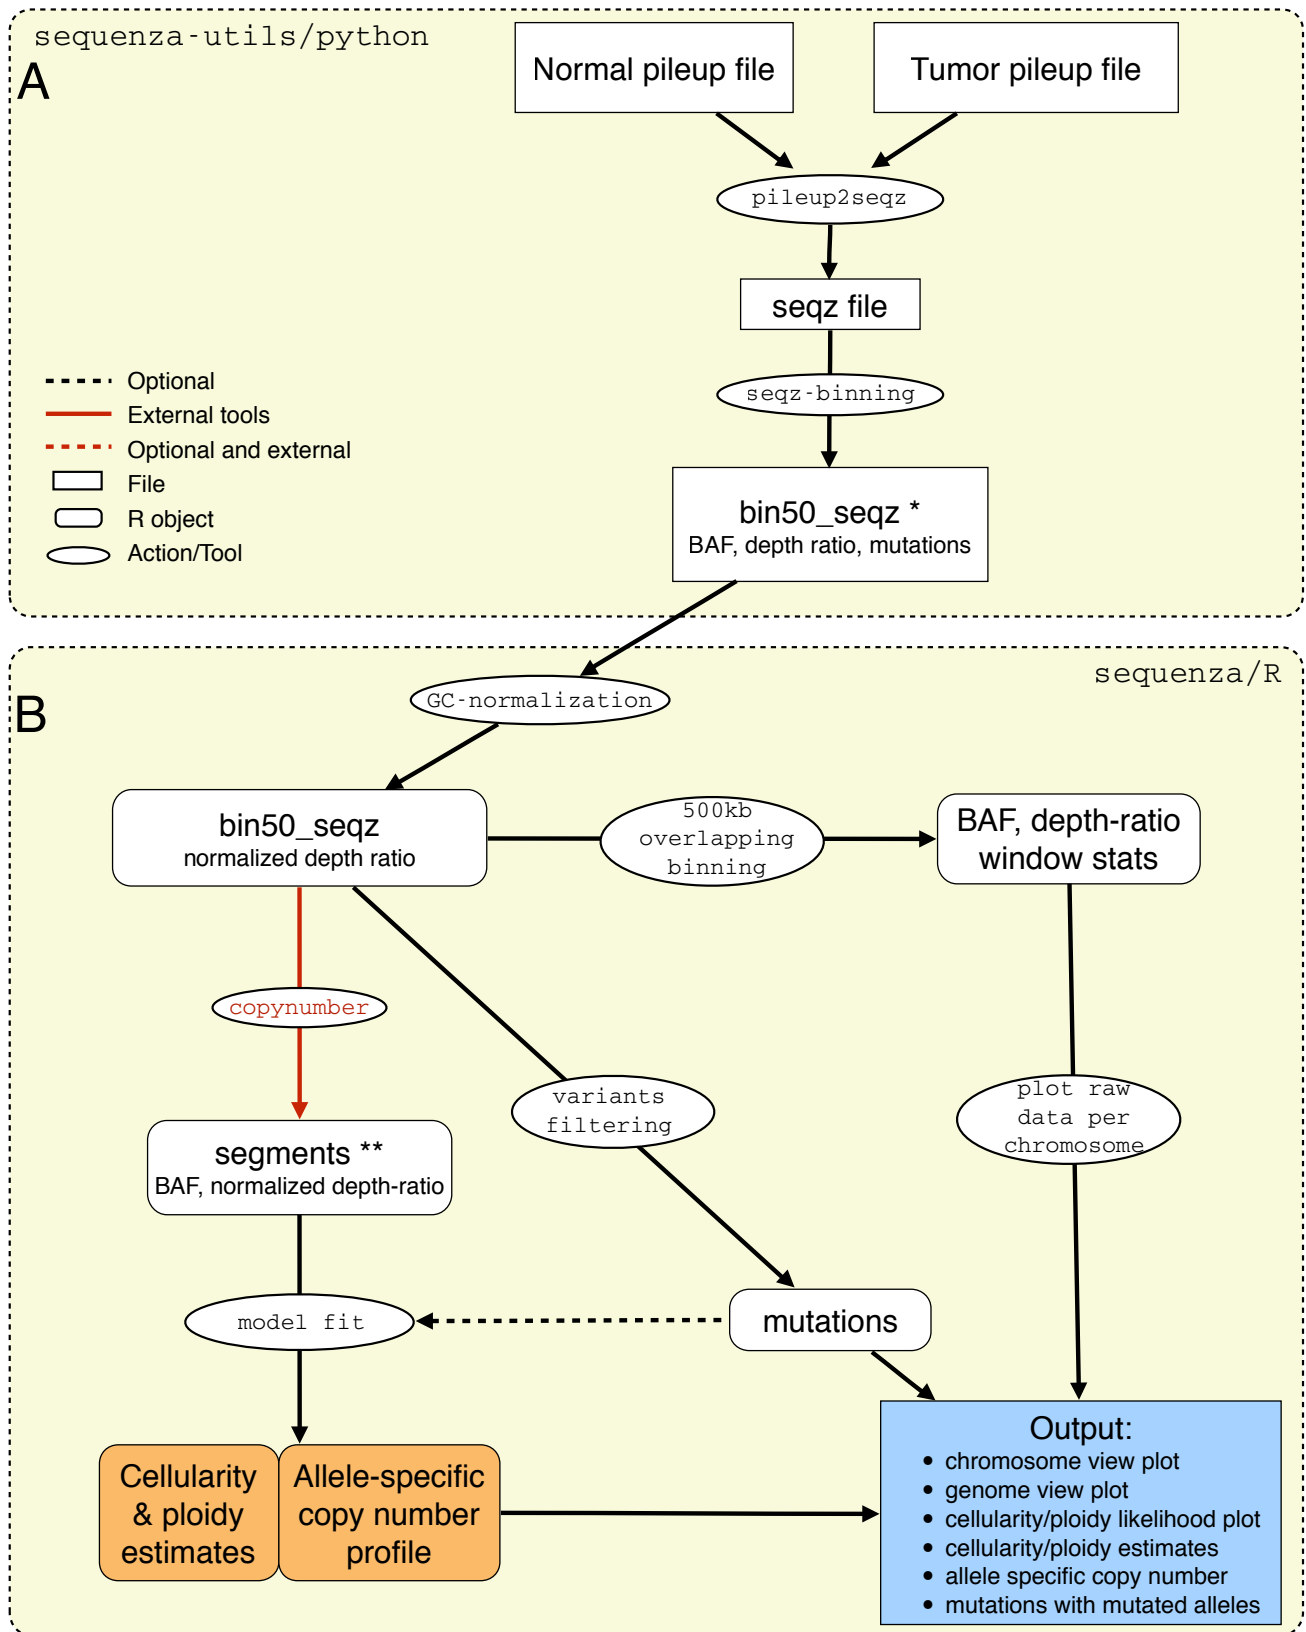 sequenza-utils/python
A
Normal pileup file
Tumor pileup file
pileup2seqz
seqz file
seqz-binning
bin50_seqz *
BAF, depth ratio, mutations
Optional
External tools
Optional and external
File
R object
Action/Tool
sequenza/R
B
GC-normalization
bin50_seqz
normalized depth ratio
500kb
overlapping
binning
BAF, depth-ratio
window stats
copynumber
variants
filtering
plot raw
data per
chromosome
segments **
BAF, normalized depth-ratio
model fit
mutations
Cellularity
& ploidy
estimates
Allele-specific
copy number
profile
Output:
• chromosome view plot
• genome view plot
• cellularity/ploidy likelihood plot
• cellularity/ploidy estimates
• allele specific copy number
• mutations with mutated alleles